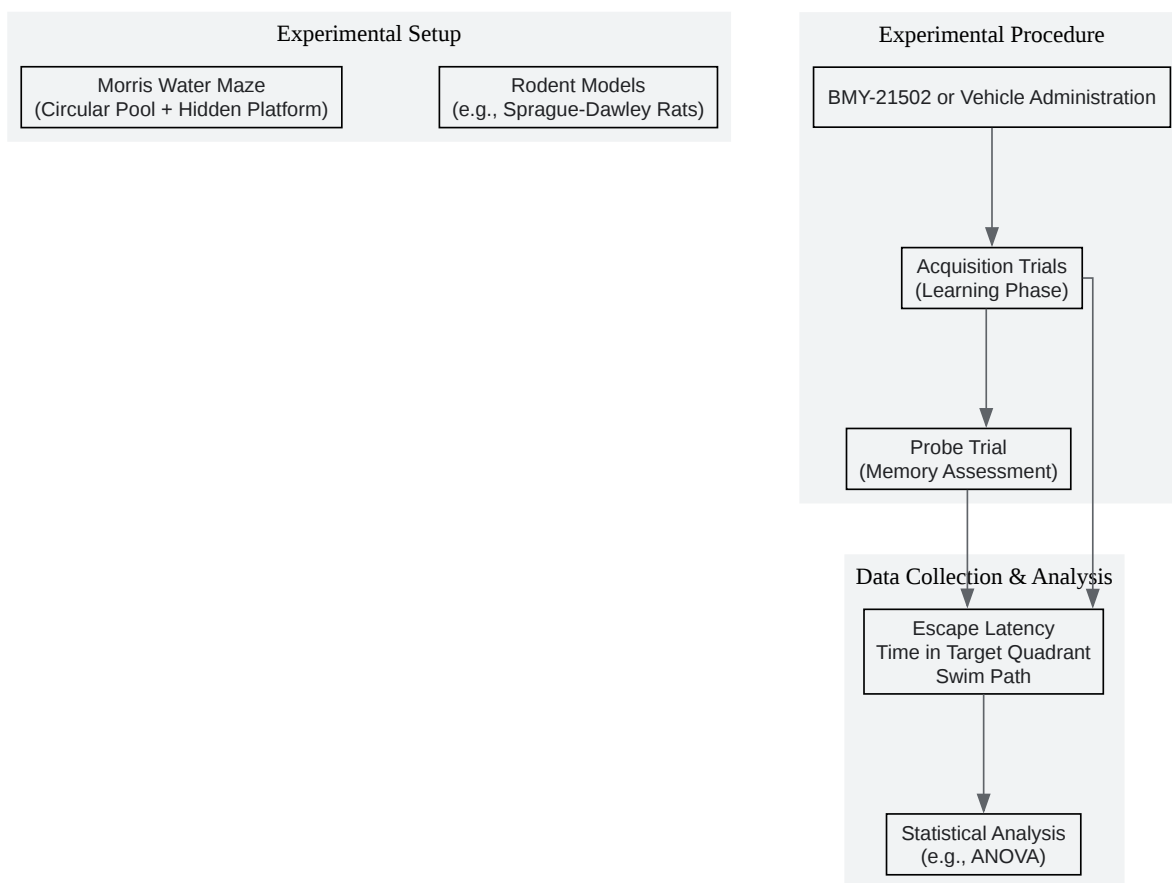 Experimental Setup
Morris Water Maze
(Circular Pool + Hidden Platform)
Rodent Models
(e.g., Sprague-Dawley Rats)
Experimental Procedure
BMY-21502 or Vehicle Administration
Acquisition Trials
(Learning Phase)
Probe Trial
(Memory Assessment)
Data Collection & Analysis
Escape Latency
Time in Target Quadrant
Swim Path
Statistical Analysis
(e.g., ANOVA)